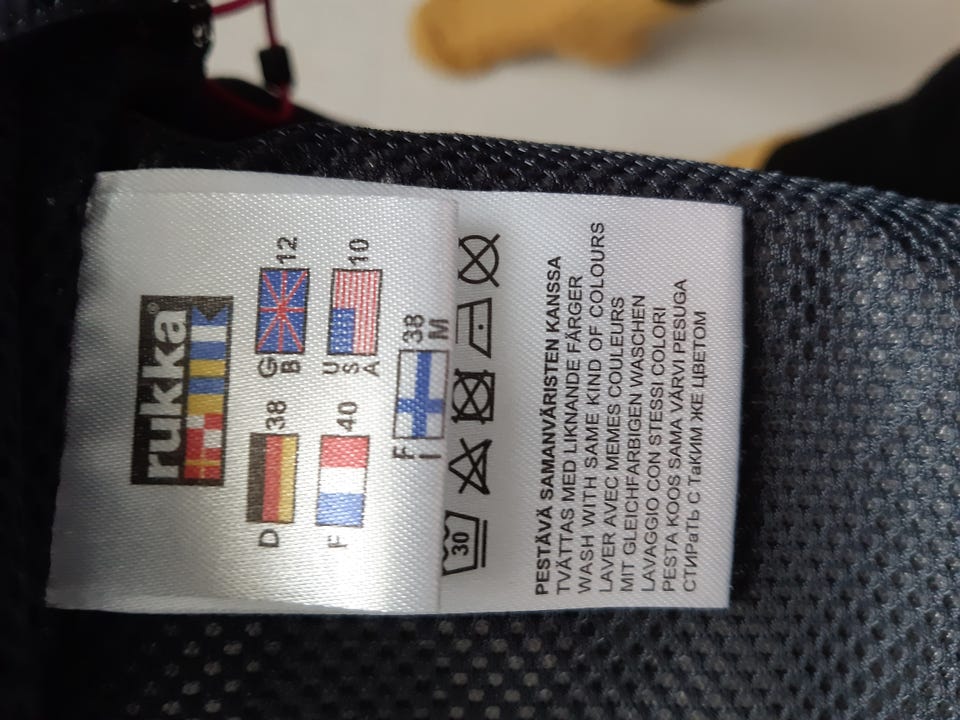 rukka®
D 38 GB 12
F 40 USA 10
FI 38 M
30
PESTÄVÄ SAMANVÄRISTEN KANSSA
TVÄTTAS MED LIKNANDE FÄRGER
WASH WITH SAME KIND OF COLOURS
LAVER AVEC MEMES COULEURS
MIT GLEICHFARBIGEN WASCHEN
LAVAGGIO CON STESSI COLORI
PESTA KOOS SAMA VÄRVI PESUGA
СТИРаТЬ С ТаКИМ ЖЕ ЦВЕТОМ